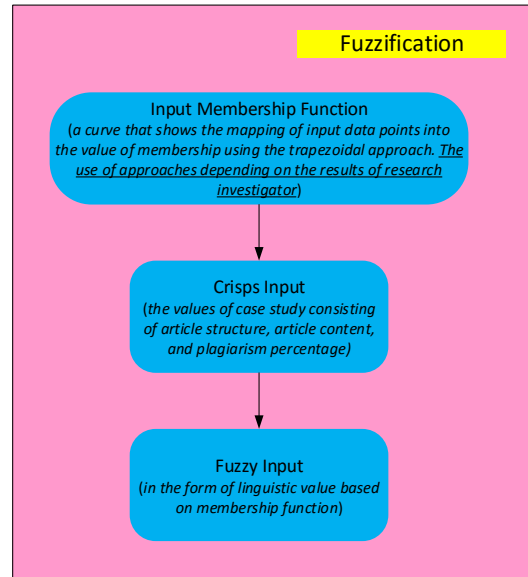 Fuzzification
Input Membership Function
(a curve that shows the mapping of input data points into
the value of membership using the trapezoidal approach. The
use of approaches depending on the results of research
investigator)
Crisps Input
(the values of case study consisting
of article structure, article content,
and plagiarism percentage)
Fuzzy Input
(in the form of linguistic value based
on membership function)